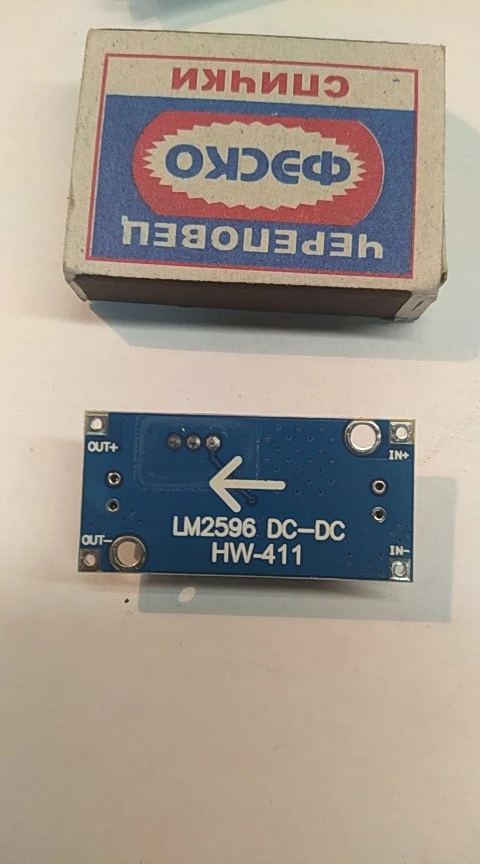 СПИЧКИ
ФЭСКО
ЧЕРЕПОВЕЦ
OUT+
IN+
OUT−
IN−
LM2596 DC−DC
HW-411